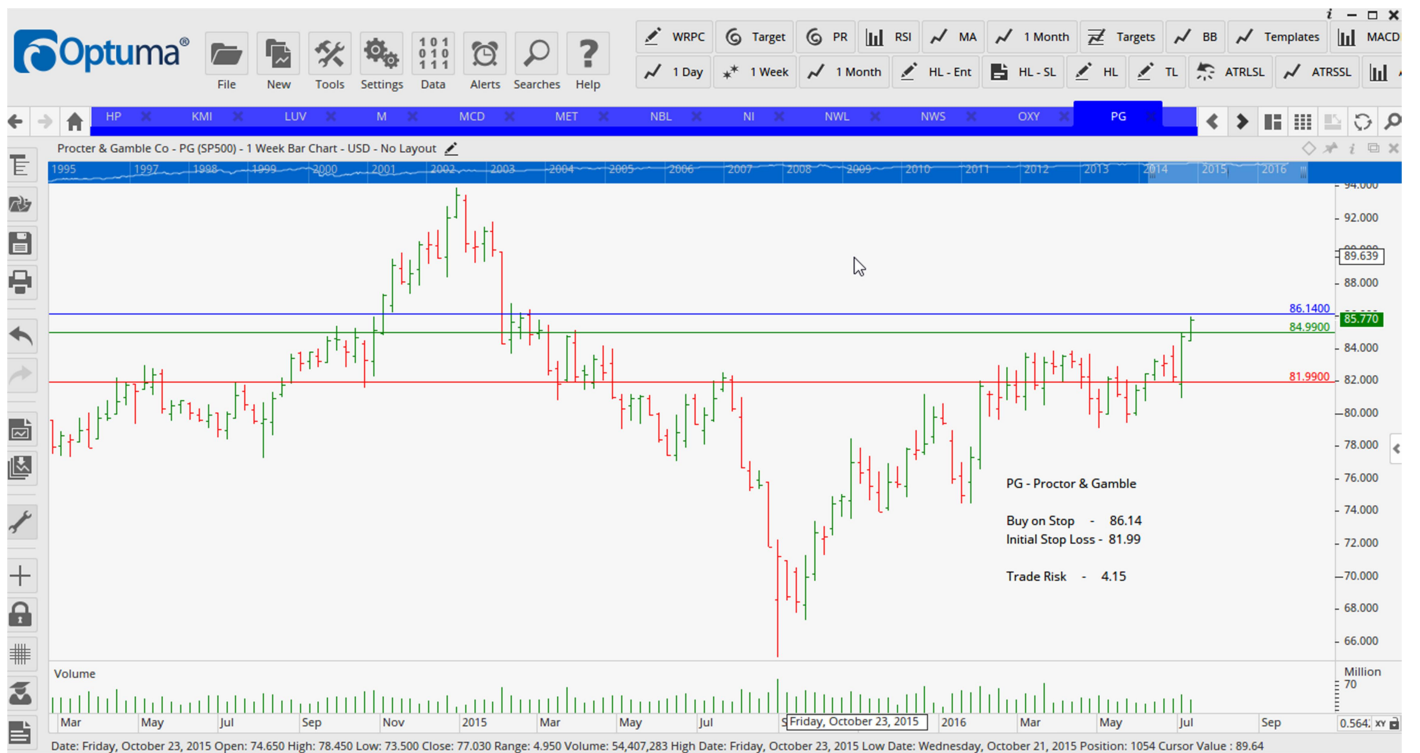 i
Optuma®
File New Tools Settings Data Alerts Searches Help
101
010
111
WRPC Target PR RSI MA 1 Month Targets BB Templates MACD
1 Day 1 Week 1 Month HL - Ent HL - SL HL TL ATRLSL ATRSSL
HP KMI LUV M MCD MET NBL NI NWL NWS OXY PG
Procter & Gamble Co - PG (SP500) - 1 Week Bar Chart - USD - No Layout
1995 1997 1998 1999 2000 2001 2002 2003 2004 2005 2006 2007 2008 2009 2010 2011 2012 2013 2014 2015 2016
94.000
92.000
89.639
88.000
86.1400
85.770
84.9900
84.000
81.9900
82.000
80.000
78.000
76.000
74.000
72.000
70.000
68.000
66.000
PG - Proctor & Gamble
Buy on Stop - 86.14
Initial Stop Loss - 81.99
Trade Risk - 4.15
Volume
Million
70
Mar May Jul Sep Nov 2015 Mar May Jul S Friday, October 23, 2015 2016 Mar May Jul Sep
0.564. XY
Date: Friday, October 23, 2015 Open: 74.650 High: 78.450 Low: 73.500 Close: 77.030 Range: 4.950 Volume: 54,407,283 High Date: Friday, October 23, 2015 Low Date: Wednesday, October 21, 2015 Position: 1054 Cursor Value : 89.64